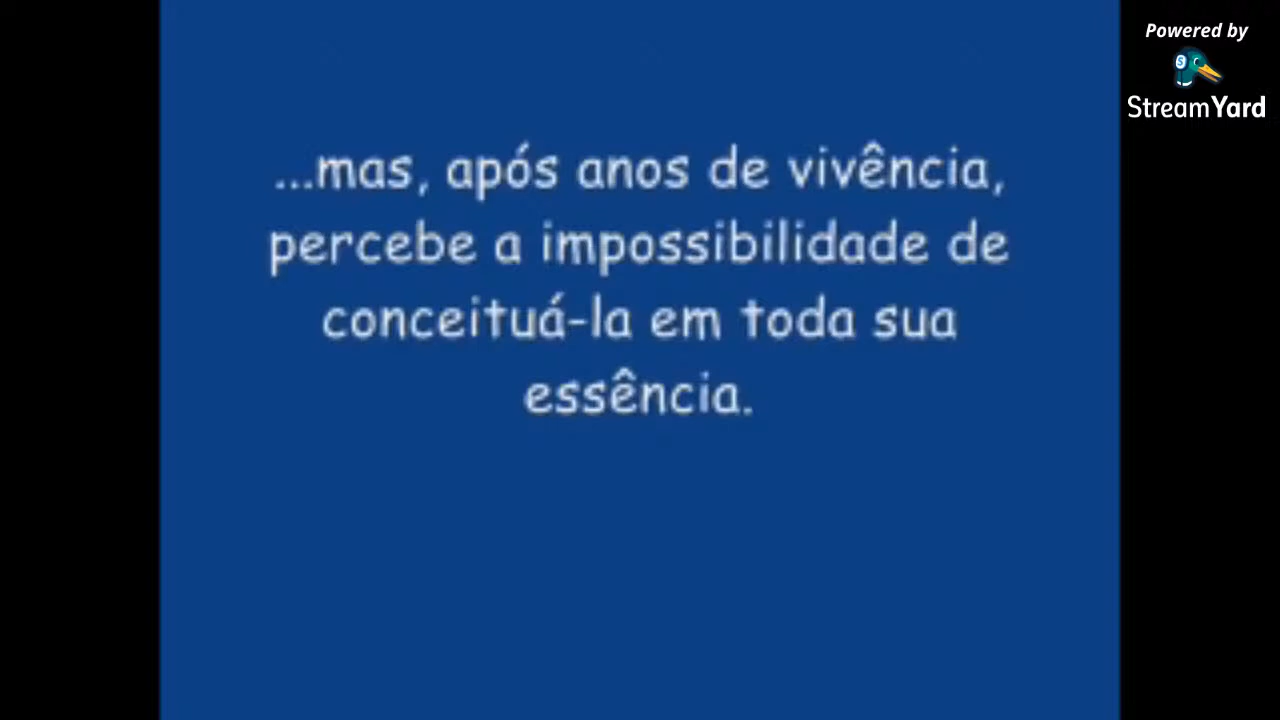 ...mas, após anos de vivência,
percebe a impossibilidade de
conceituá-la em toda sua
essência.
Powered by
StreamYard